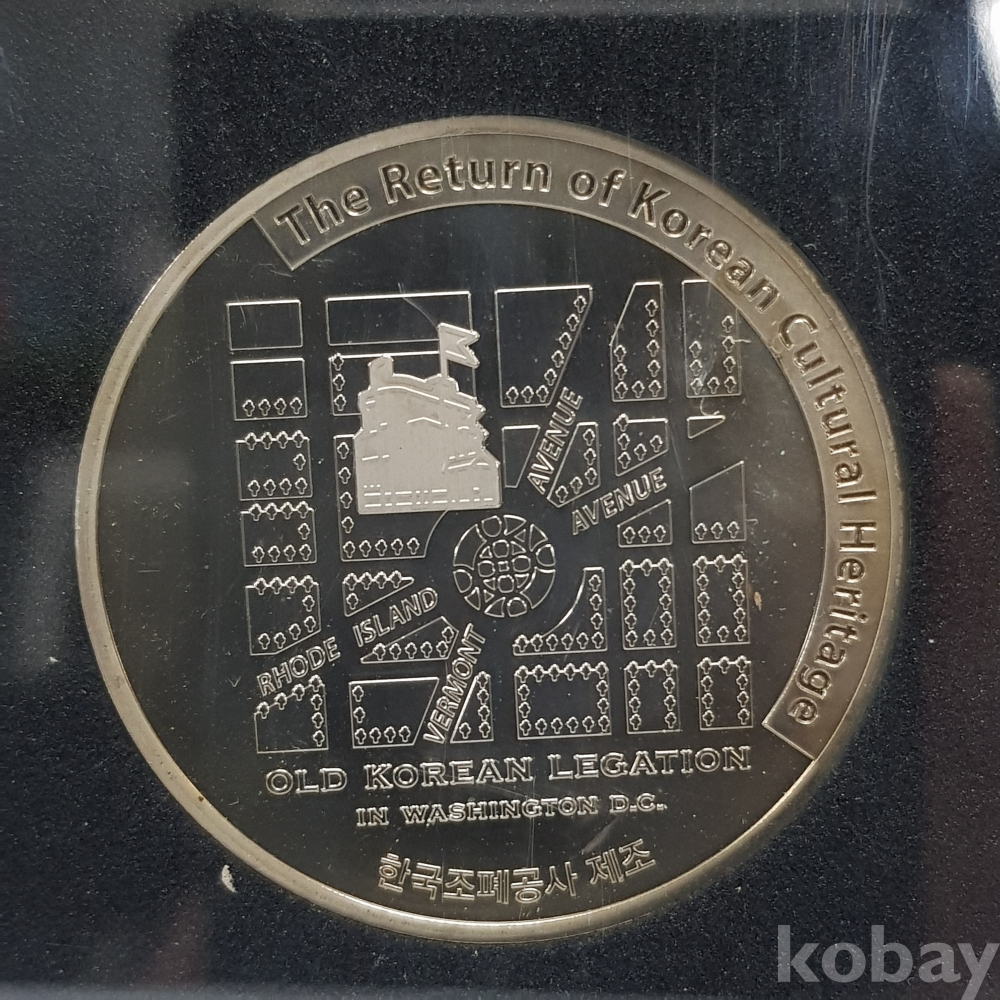 The Return of Korean Cultural Heritage
AVENUE
AVENUE
RHODE ISLAND
VERMONT
OLD KOREAN LEGATION
IN WASHINGTON D.C.
한국조폐공사 제조
kobay